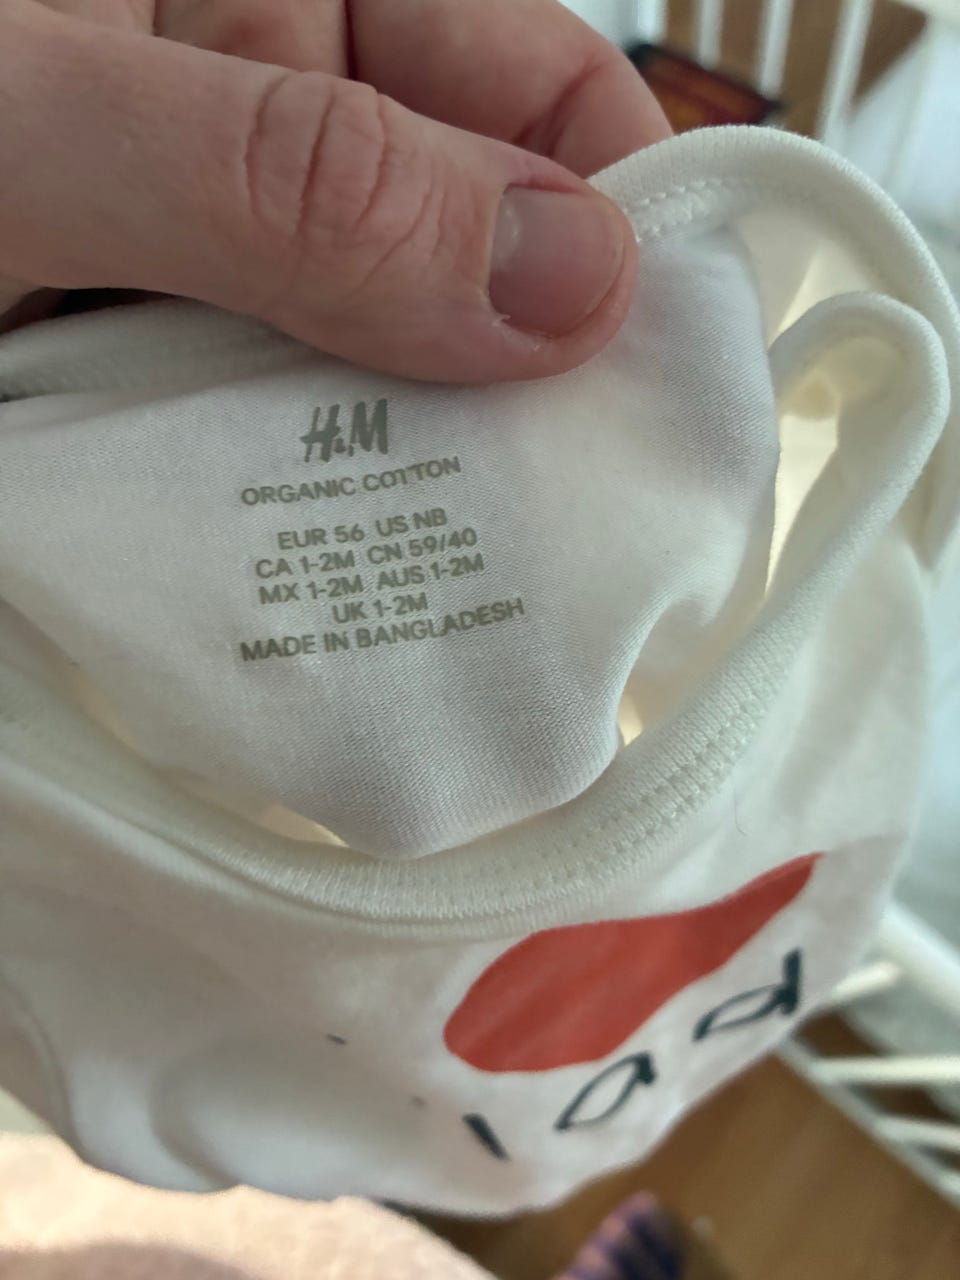 H&M
ORGANIC COTTON
EUR 56 US NB
CA 1-2M CN 59/40
MX 1-2M AUS 1-2M
UK 1-2M
MADE IN BANGLADESH